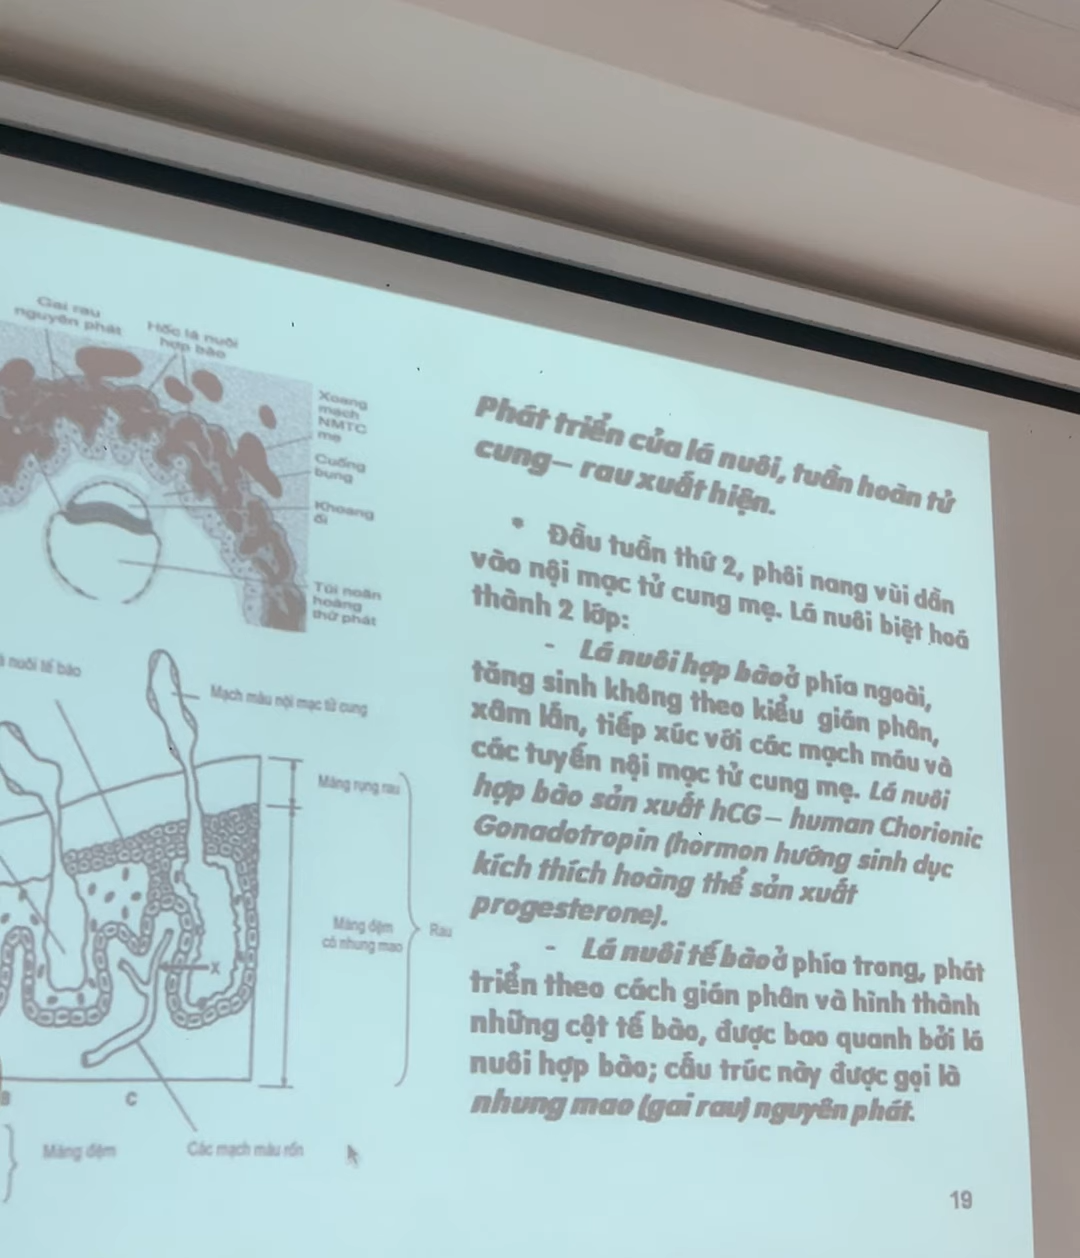 Gai rau
nguyên phát
Hốc lá nuôi
hợp bào
Xoang
mạch
NMTC
mẹ
Cuống
bụng
Khoang
ối
Túi noãn
hoàng
thứ phát
nuôi tế bào
Mạch máu nội mạc tử cung
Màng rụng rau
Màng đệm
có nhung mao
Rau
X
B
C
Màng đệm
Các mạch máu rốn
Phát triển của lá nuôi, tuần hoàn tử
cung– rau xuất hiện.
• Đầu tuần thứ 2, phôi nang vùi dần
vào nội mạc tử cung mẹ. Lá nuôi biệt hoá
thành 2 lớp:
- Lá nuôi hợp bào ở phía ngoài,
tăng sinh không theo kiểu gián phân,
xâm lấn, tiếp xúc với các mạch máu và
các tuyến nội mạc tử cung mẹ. Lá nuôi
hợp bào sản xuất hCG – human Chorionic
Gonadotropin (hormon hướng sinh dục
kích thích hoàng thể sản xuất
progesterone).
- Lá nuôi tế bào ở phía trong, phát
triển theo cách gián phân và hình thành
những cột tế bào, được bao quanh bởi lá
nuôi hợp bào; cấu trúc này được gọi là
nhung mao (gai rau) nguyên phát.
19